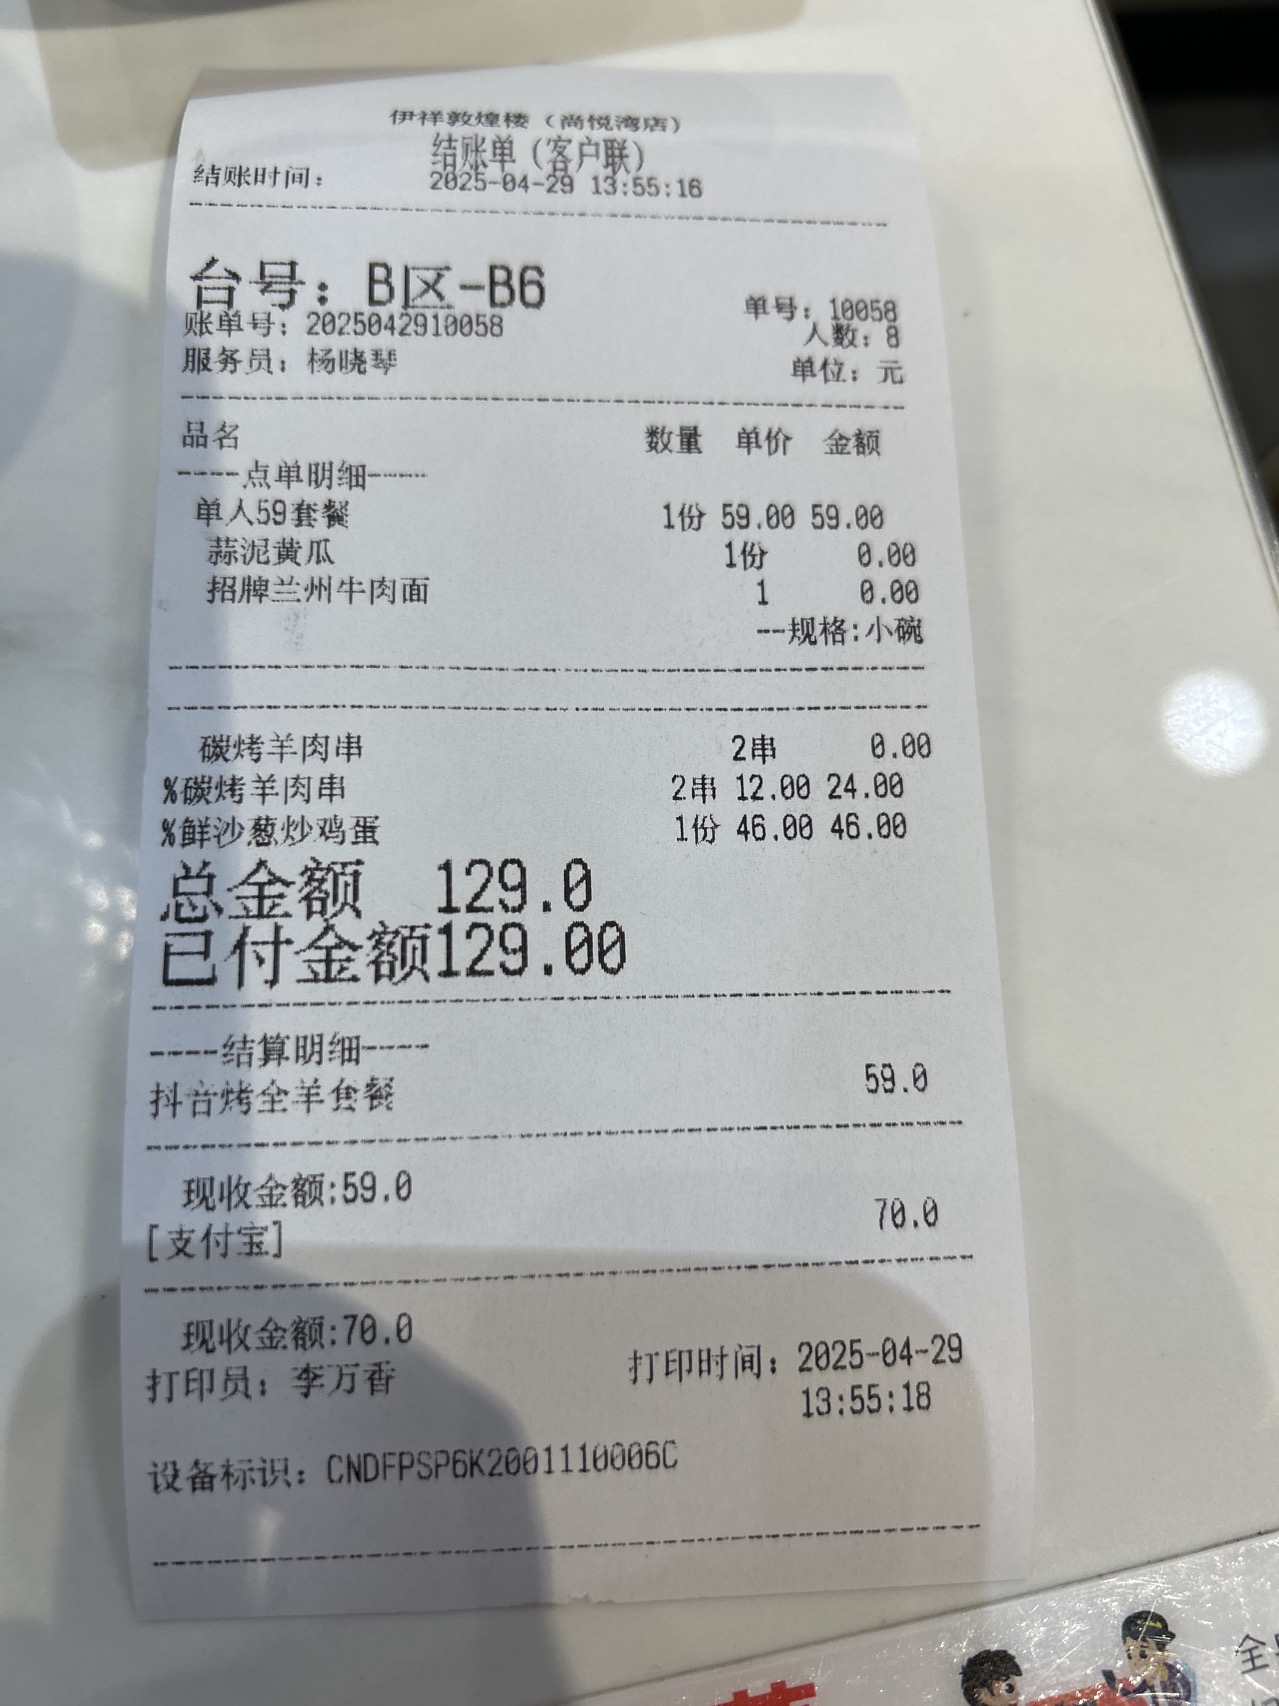 伊祥敦煌楼（尚悦湾店）
结账单（客户联）
结账时间： 2025-04-29 13:55:16
台号：B区-B6
单号：10058
账单号：2025042910058
人数：8
服务员：杨晓琴
单位：元
品名 数量 单价 金额
----点单明细----
单人59套餐 1份 59.00 59.00
蒜泥黄瓜 1份 0.00
招牌兰州牛肉面 1 0.00
--规格:小碗
碳烤羊肉串 2串 0.00
%碳烤羊肉串 2串 12.00 24.00
%鲜沙葱炒鸡蛋 1份 46.00 46.00
总金额 129.0
已付金额129.00
----结算明细----
抖音烤全羊套餐 59.0
现收金额:59.0
[支付宝] 70.0
现收金额:70.0
打印员：李万香 打印时间：2025-04-29
13:55:18
设备标识：CNDFPSP6K2001110006C